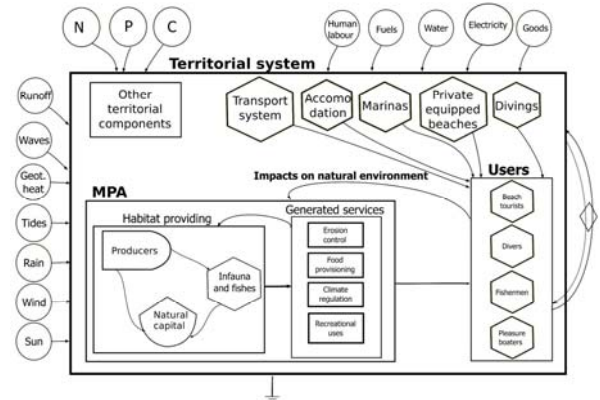 N
P
C
Human
labour
Fuels
Water
Electricity
Goods
Territorial system
Runoff
Waves
Geot.
heat
Tides
Rain
Wind
Sun
Other
territorial
components
Transport
system
Accomo
dation
Marinas
Private
equipped
beaches
Divings
Users
Impacts on natural environment
MPA
Habitat providing
Generated services
Producers
Infauna
and fishes
Natural
capital
Erosion
control
Food
provisioning
Climate
regulation
Recreational
uses
Beach
tourists
Divers
Fishermen
Pleasure
boaters